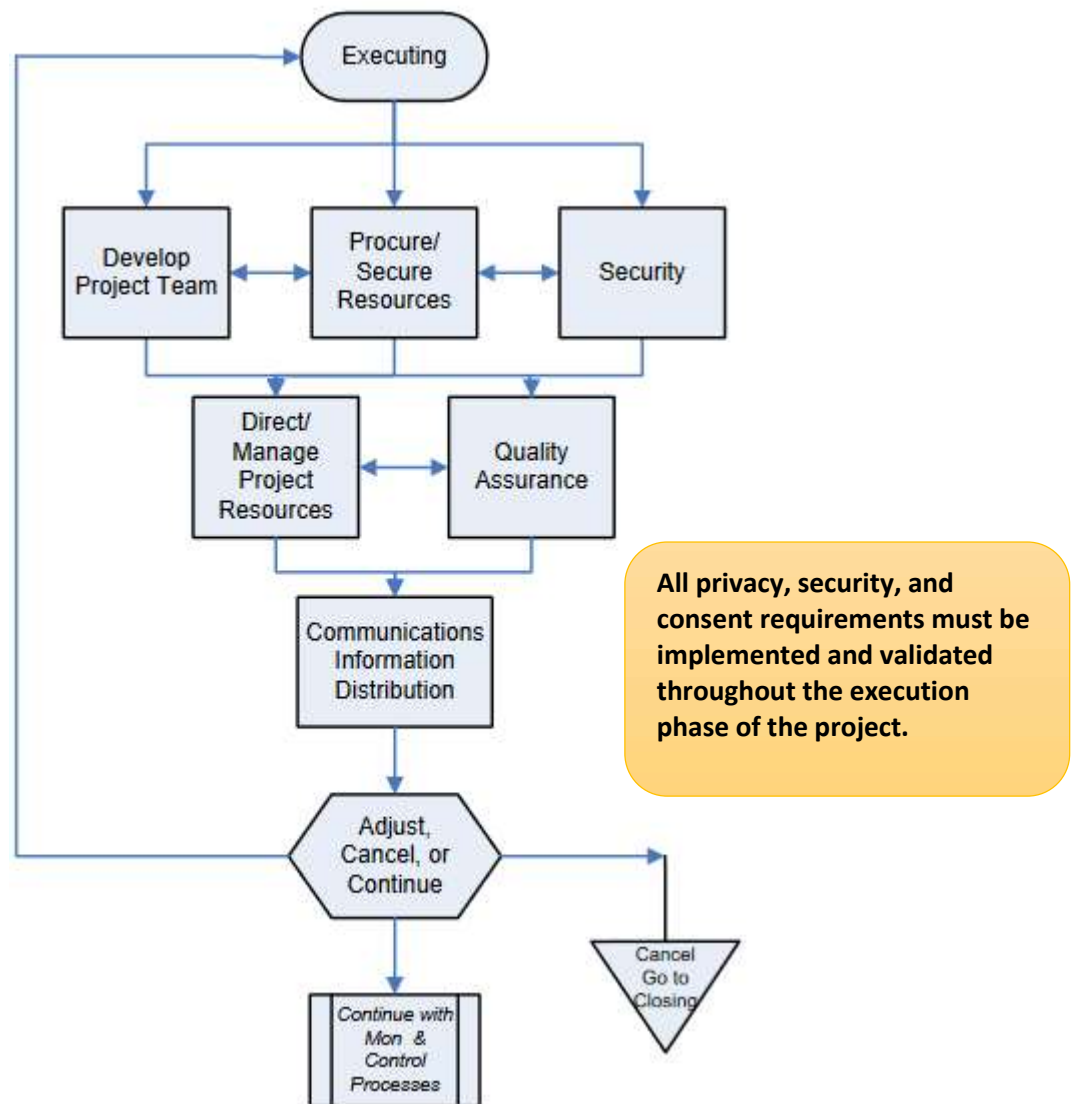 Executing
Develop
Project Team
Procure/
Secure
Resources
Security
Direct/
Manage
Project
Resources
Quality
Assurance
All privacy, security, and
consent requirements must be
implemented and validated
throughout the execution
phase of the project.
Communications
Information
Distribution
Adjust,
Cancel, or
Continue
Cancel
Go to
Closing
Continue with
Mon & 
Control
Processes